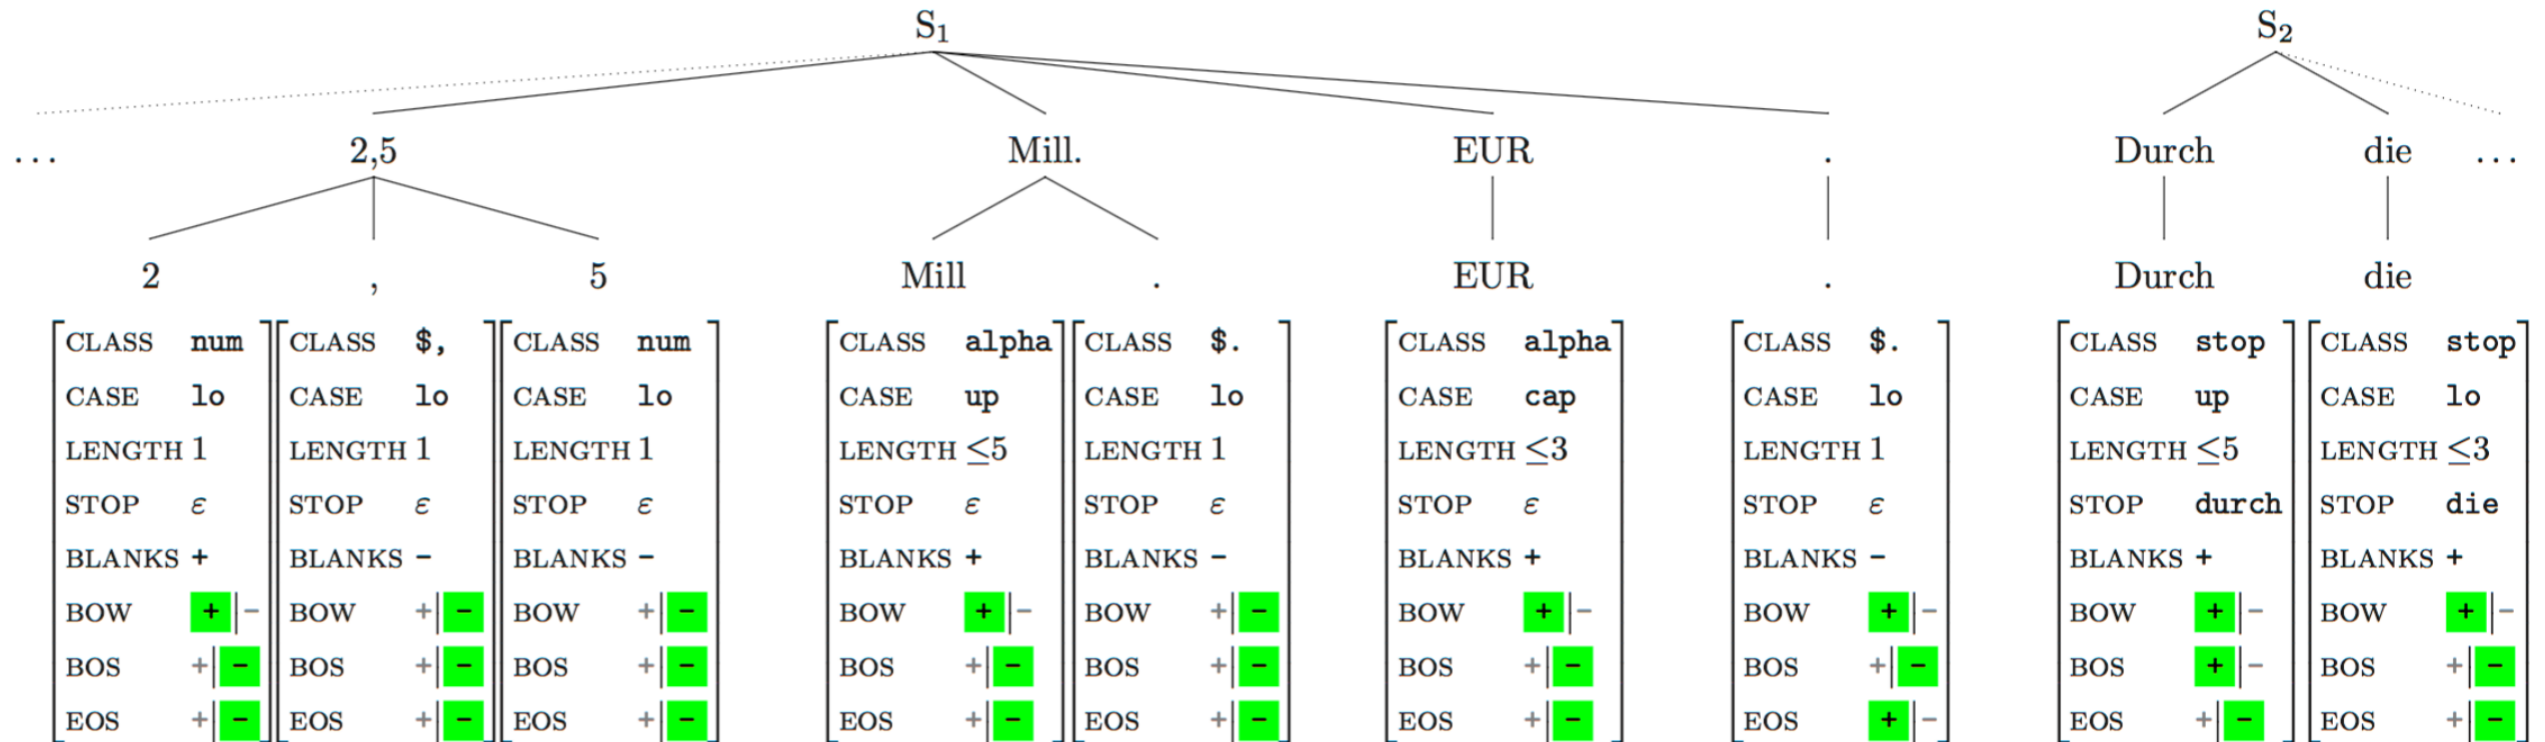 S₁ S₂
... 2,5 Mill. EUR . Durch die ...
2 , 5 Mill . EUR . Durch die
CLASS num CLASS $, CLASS num CLASS alpha CLASS $. CLASS alpha CLASS $. CLASS stop CLASS stop
CASE lo CASE lo CASE lo CASE up CASE lo CASE cap CASE lo CASE up CASE lo
LENGTH 1 LENGTH 1 LENGTH 1 LENGTH ≤5 LENGTH 1 LENGTH ≤3 LENGTH 1 LENGTH ≤5 LENGTH ≤3
STOP ε STOP ε STOP ε STOP ε STOP ε STOP ε STOP ε STOP durch STOP die
BLANKS + BLANKS − BLANKS − BLANKS + BLANKS − BLANKS + BLANKS − BLANKS + BLANKS +
BOW +|− BOW +|− BOW +|− BOW +|− BOW +|− BOW +|− BOW +|− BOW +|− BOW +|−
BOS +|− BOS +|− BOS +|− BOS +|− BOS +|− BOS +|− BOS +|− BOS +|− BOS +|−
EOS +|− EOS +|− EOS +|− EOS +|− EOS +|− EOS +|− EOS +|− EOS +|− EOS +|−